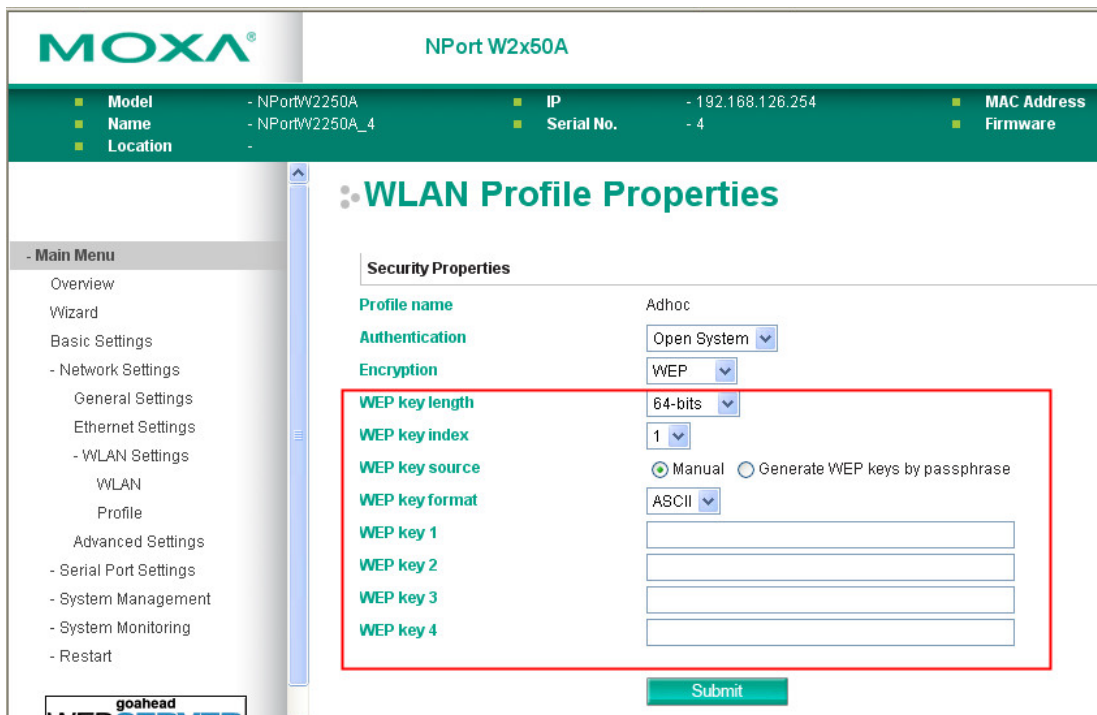 MOXA®
NPort W2x50A
Model - NPortW2250A IP - 192.168.126.254 MAC Address
Name - NPortW2250A_4 Serial No. - 4 Firmware
Location -
WLAN Profile Properties
- Main Menu
Overview
Wizard
Basic Settings
- Network Settings
General Settings
Ethernet Settings
- WLAN Settings
WLAN
Profile
Advanced Settings
- Serial Port Settings
- System Management
- System Monitoring
- Restart
goahead
WEBSERVER
Security Properties
Profile name Adhoc
Authentication Open System
Encryption WEP
WEP key length 64-bits
WEP key index 1
WEP key source Manual Generate WEP keys by passphrase
WEP key format ASCII
WEP key 1
WEP key 2
WEP key 3
WEP key 4
Submit